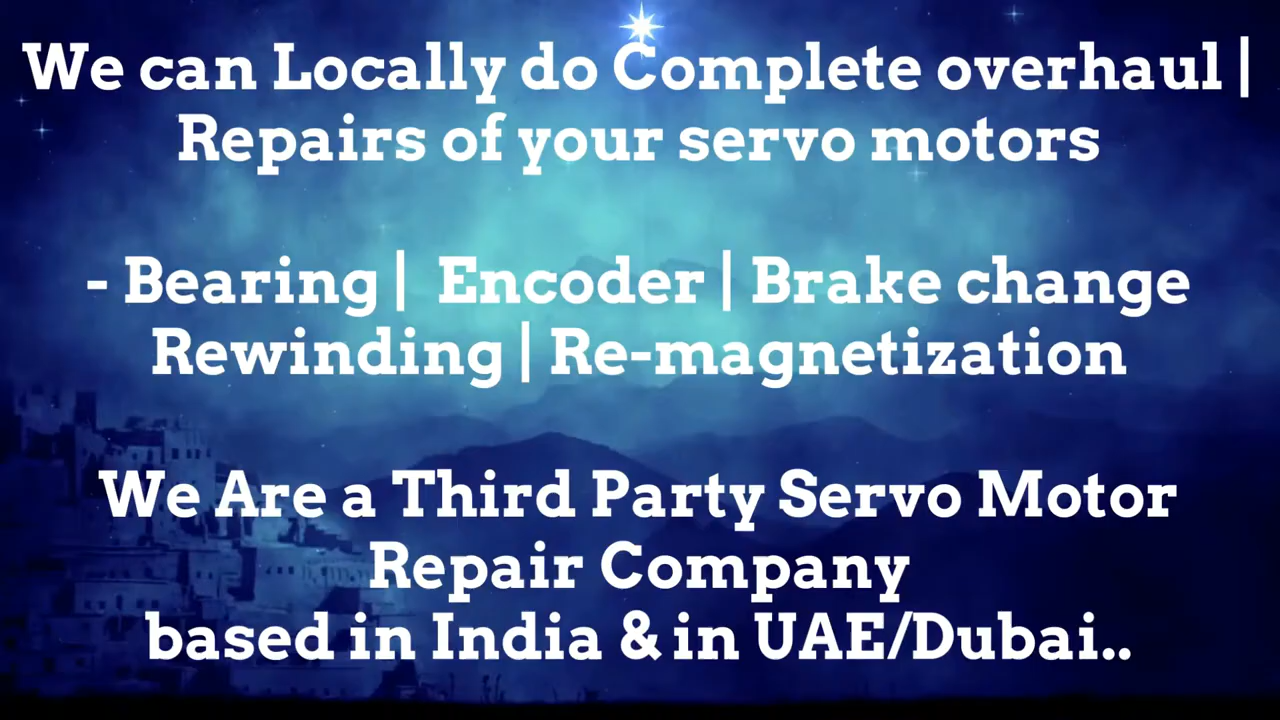 We can Locally do Complete overhaul |
Repairs of your servo motors
- Bearing | Encoder | Brake change
Rewinding | Re-magnetization
We Are a Third Party Servo Motor
Repair Company
based in India & in UAE/Dubai..